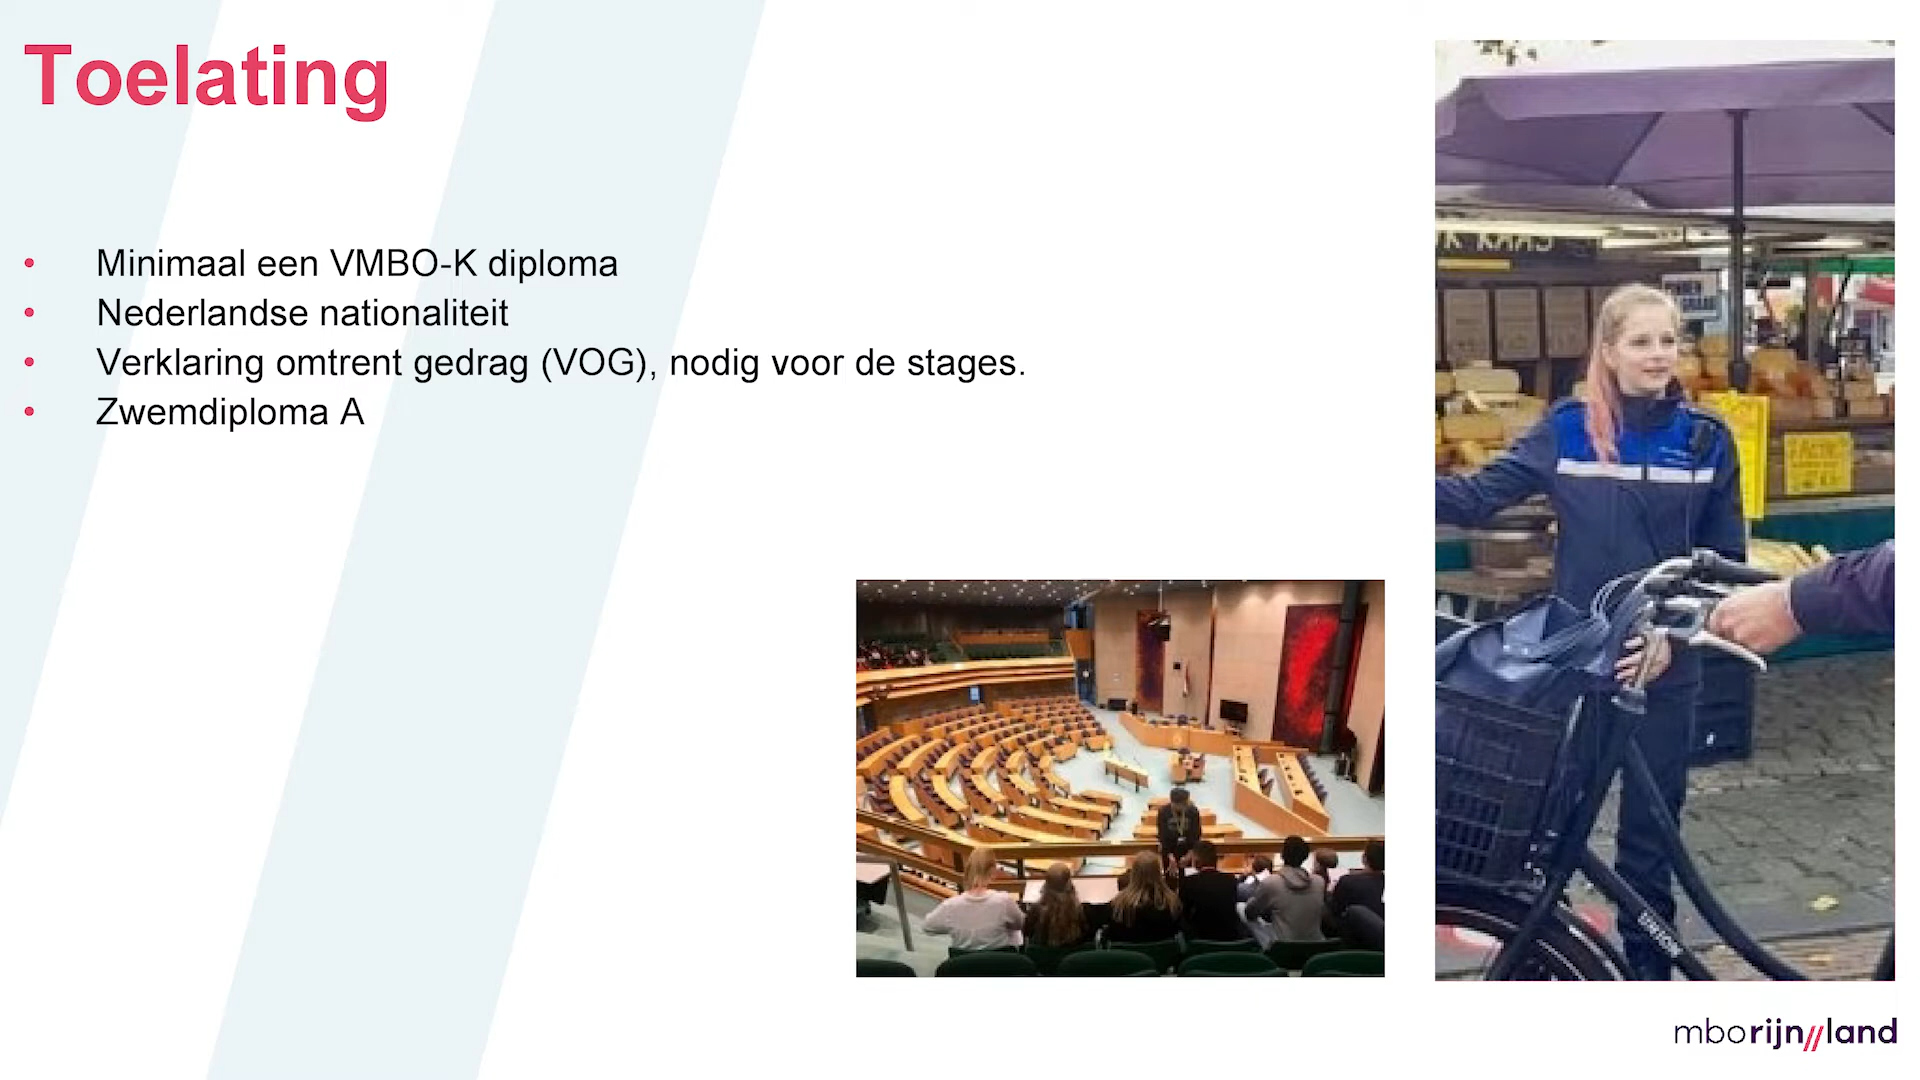 Toelating
• Minimaal een VMBO-K diploma
• Nederlandse nationaliteit
• Verklaring omtrent gedrag (VOG), nodig voor de stages.
• Zwemdiploma A
mborijn//land